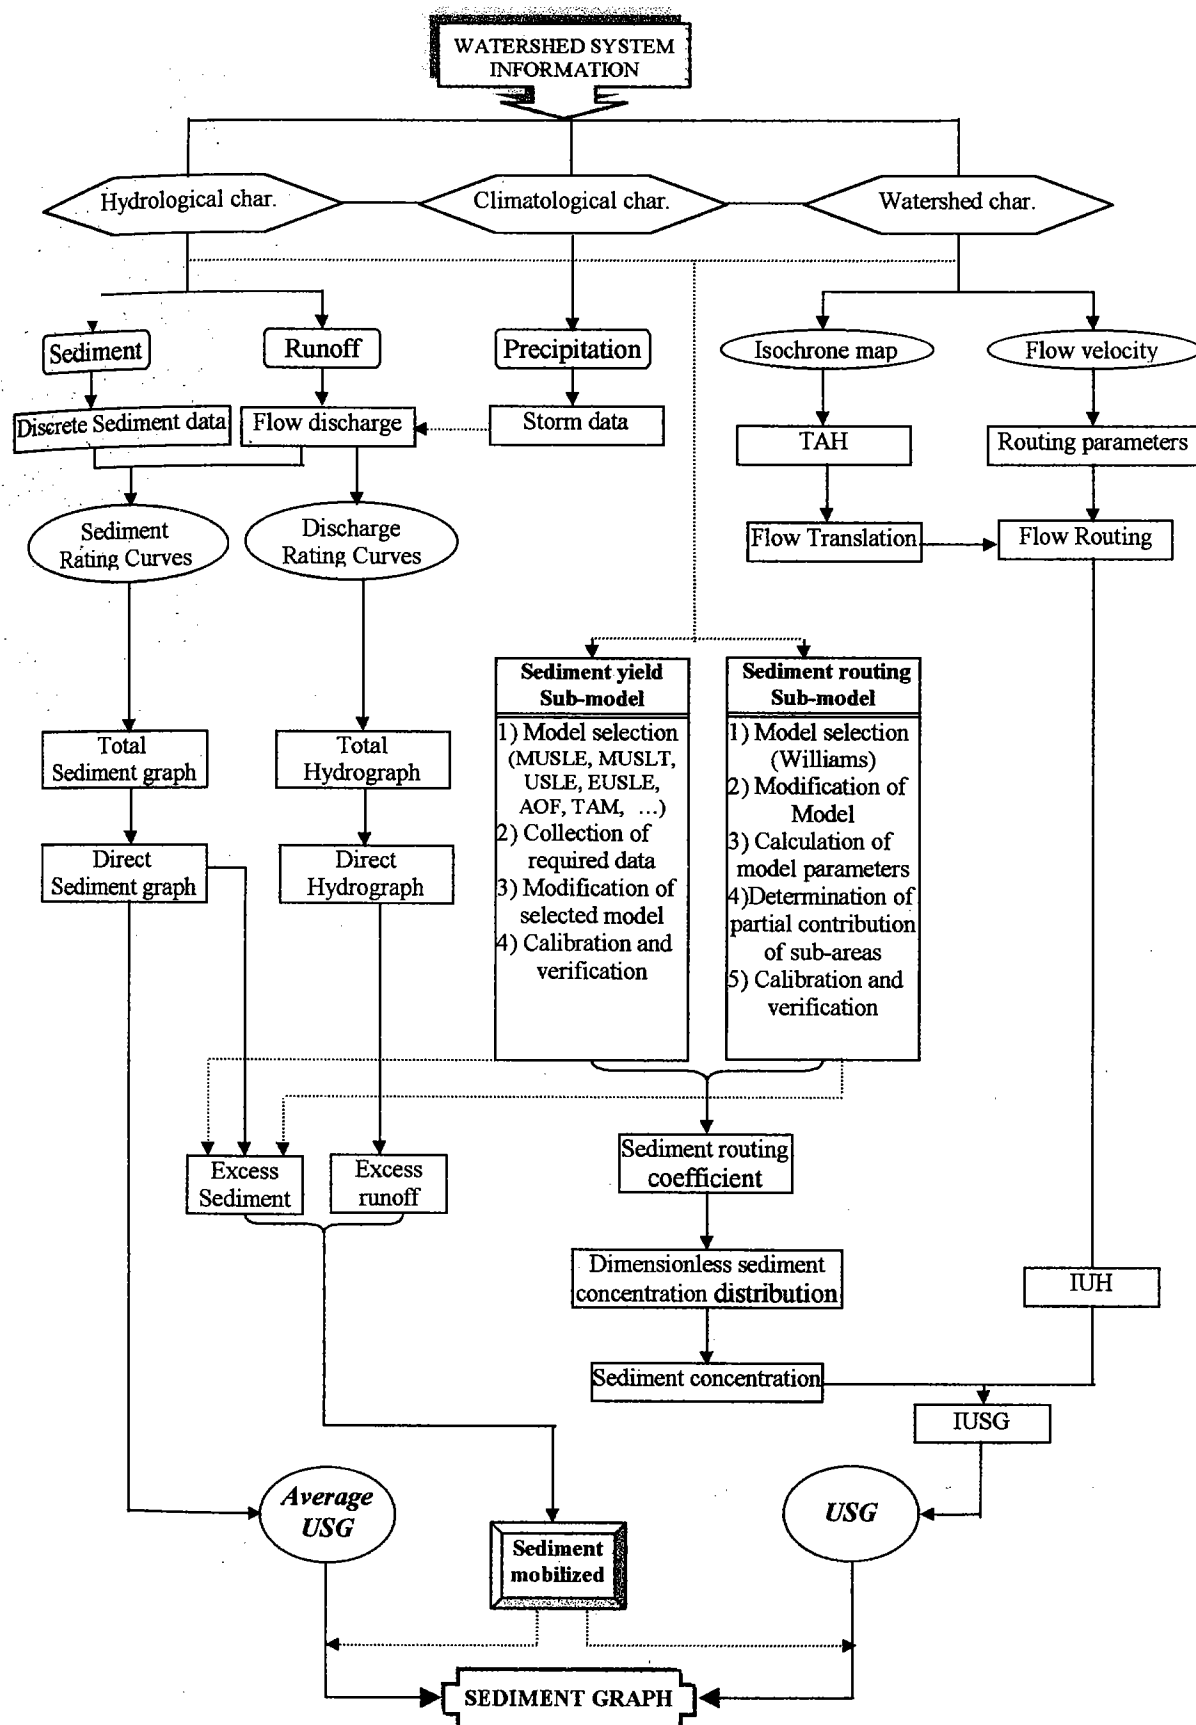 WATERSHED SYSTEM
INFORMATION
Hydrological char.
Climatological char.
Watershed char.
Sediment
Runoff
Precipitation
Isochrone map
Flow velocity
Discrete Sediment data
Flow discharge
Storm data
TAH
Routing parameters
Sediment
Rating Curves
Discharge
Rating Curves
Flow Translation
Flow Routing
Sediment yield
Sub-model
1) Model selection
(MUSLE, MUSLT,
USLE, EUSLE,
AOF, TAM, ...)
2) Collection of
required data
3) Modification of
selected model
4) Calibration and
verification
Sediment routing
Sub-model
1) Model selection
(Williams)
2) Modification of
Model
3) Calculation of
model parameters
4)Determination of
partial contribution
of sub-areas
5) Calibration and
verification
Total
Sediment graph
Total
Hydrograph
Direct
Sediment graph
Direct
Hydrograph
Excess
Sediment
Excess
runoff
Sediment routing
coefficient
Dimensionless sediment
concentration distribution
IUH
Sediment concentration
IUSG
Average
USG
Sediment
mobilized
USG
SEDIMENT GRAPH